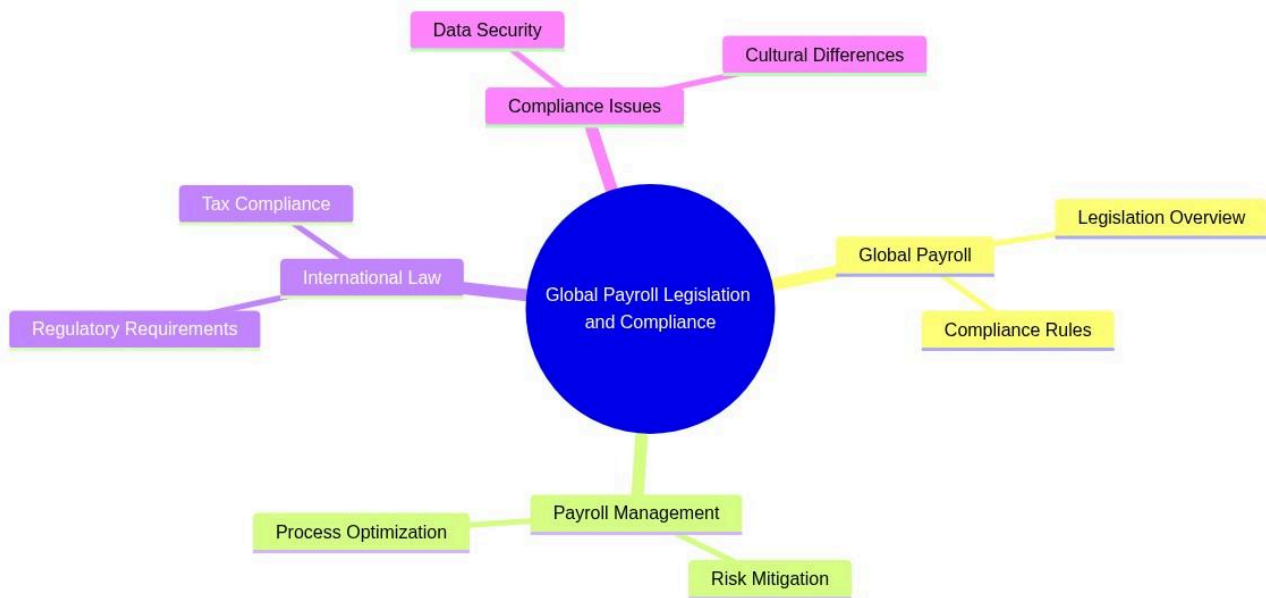 Data Security
Cultural Differences
Compliance Issues
Tax Compliance
Legislation Overview
Global Payroll
International Law
Global Payroll Legislation
and Compliance
Regulatory Requirements
Compliance Rules
Payroll Management
Process Optimization
Risk Mitigation